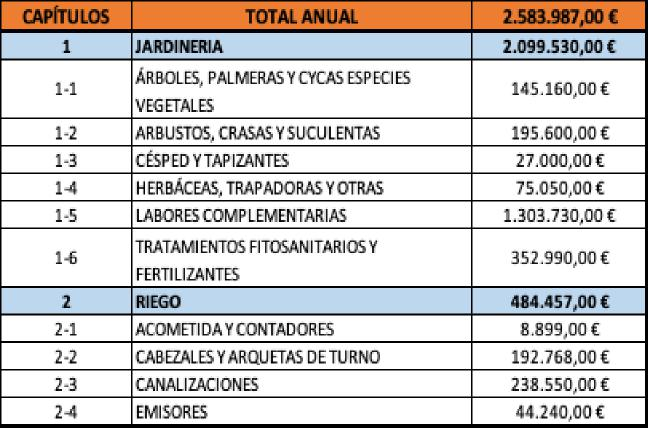 CAPÍTULOS TOTAL ANUAL 2.583.987,00 €
1 JARDINERIA 2.099.530,00 €
1-1 ÁRBOLES, PALMERAS Y CYCAS ESPECIES
VEGETALES 145.160,00 €
1-2 ARBUSTOS, CRASAS Y SUCULENTAS 195.600,00 €
1-3 CÉSPED Y TAPIZANTES 27.000,00 €
1-4 HERBÁCEAS, TRAPADORAS Y OTRAS 75.050,00 €
1-5 LABORES COMPLEMENTARIAS 1.303.730,00 €
1-6 TRATAMIENTOS FITOSANITARIOS Y
FERTILIZANTES 352.990,00 €
2 RIEGO 484.457,00 €
2-1 ACOMETIDA Y CONTADORES 8.899,00 €
2-2 CABEZALES Y ARQUETAS DE TURNO 192.768,00 €
2-3 CANALIZACIONES 238.550,00 €
2-4 EMISORES 44.240,00 €